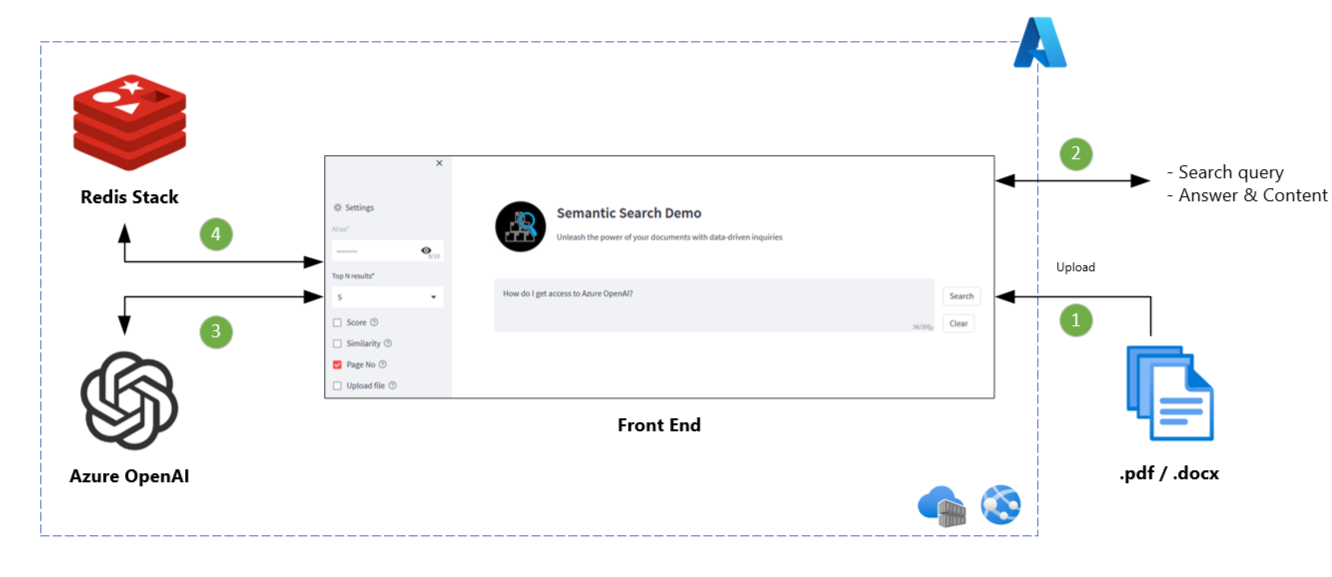 Redis Stack
4
3
Azure OpenAI
×
Settings
Alias*
********
8/10
Top N results*
5
Score
Similarity
Page No
Upload file
Semantic Search Demo
Unleash the power of your documents with data-driven inquiries
How do I get access to Azure OpenAI?
36/300
Search
Clear
Front End
2
- Search query
- Answer & Content
Upload
1
.pdf / .docx